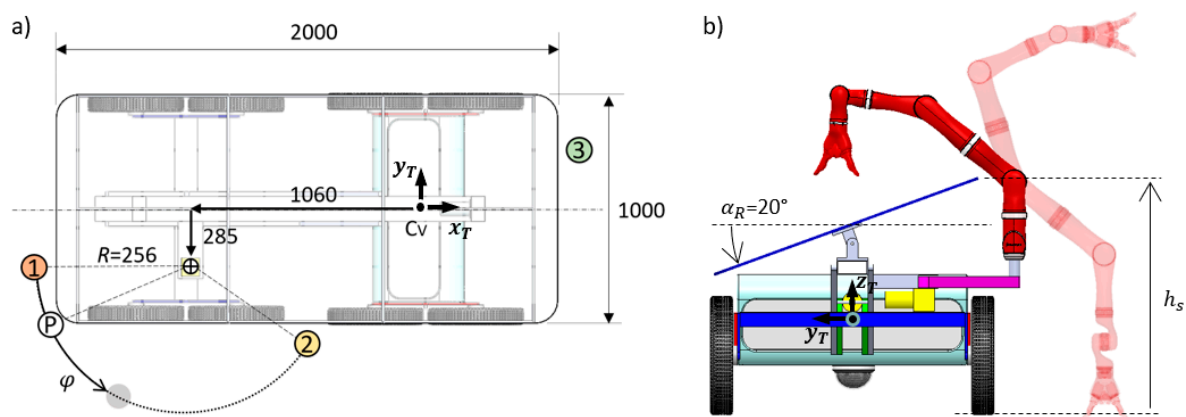 a)
2000
3
y_T
1060
1000
C_V
x_T
285
1
R=256
P
2
φ
b)
α_R=20°
z_T
y_T
h_s